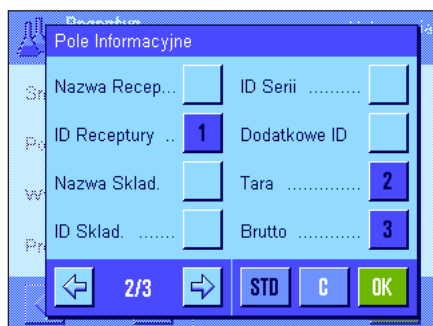 Receptura
Pole Informacyjne
Nazwa Recep...
ID Serii ..........
ID Receptury .. 1
Dodatkowe ID
Nazwa Sklad.
Tara .............. 2
ID Sklad. .......
Brutto ........... 3
2/3
STD
C
OK